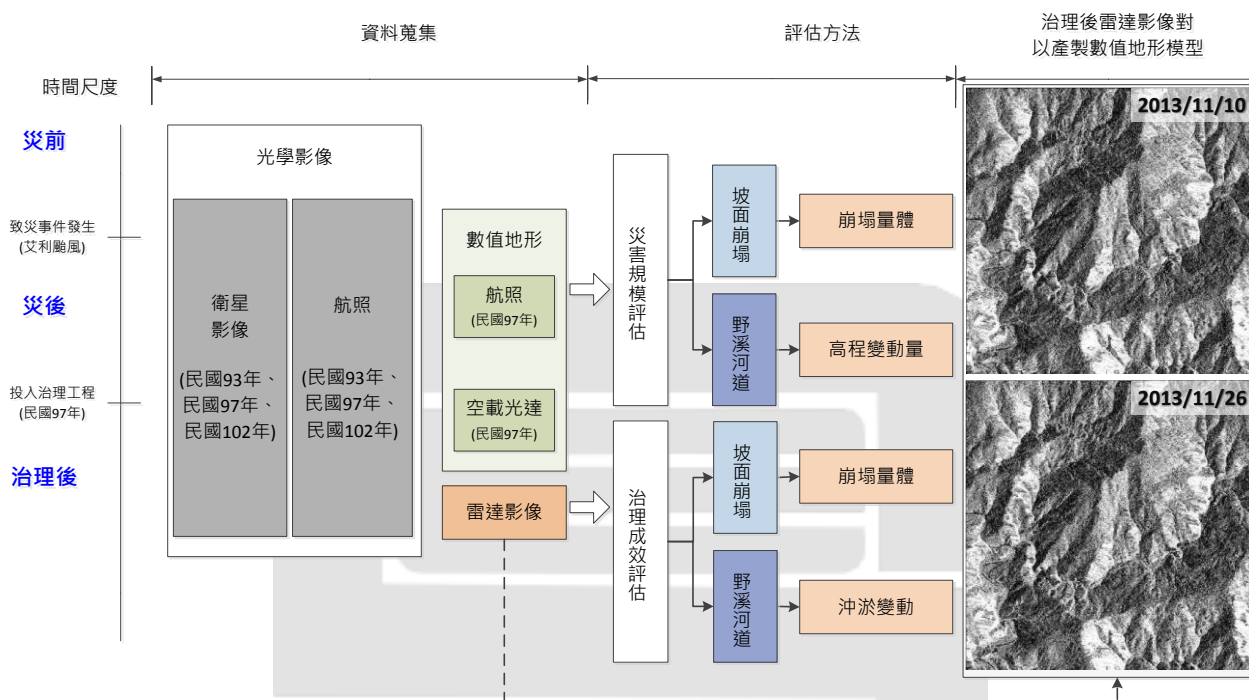 資料蒐集
評估方法
治理後雷達影像對
以產製數值地形模型
時間尺度
災前
致災事件發生
(艾利颱風)
災後
投入治理工程
(民國97年)
治理後
光學影像
衛星
影像
(民國93年、
民國97年、
民國102年)
航照
(民國93年、
民國97年、
民國102年)
數值地形
航照
(民國97年)
空載光達
(民國97年)
雷達影像
災害規模評估
坡面崩塌
崩塌量體
野溪河道
高程變動量
治理成效評估
坡面崩塌
崩塌量體
野溪河道
沖淤變動
2013/11/10
2013/11/26